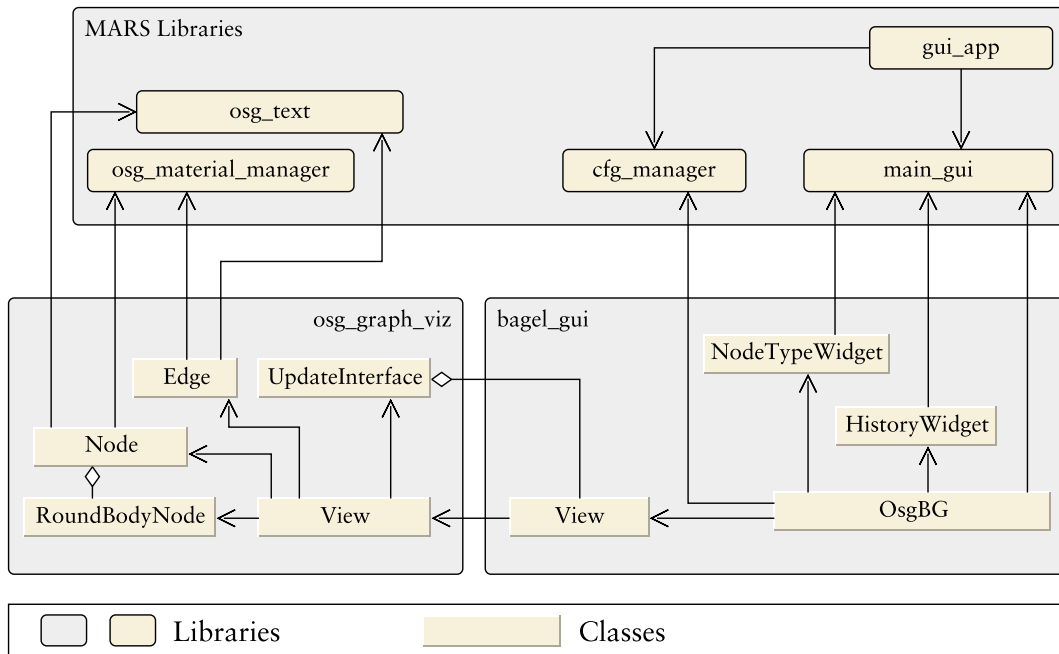 MARS Libraries
gui_app
osg_text
osg_material_manager
cfg_manager
main_gui
osg_graph_viz
bagel_gui
NodeTypeWidget
Edge
UpdateInterface
HistoryWidget
Node
RoundBodyNode
View
View
OsgBG
Libraries
Classes